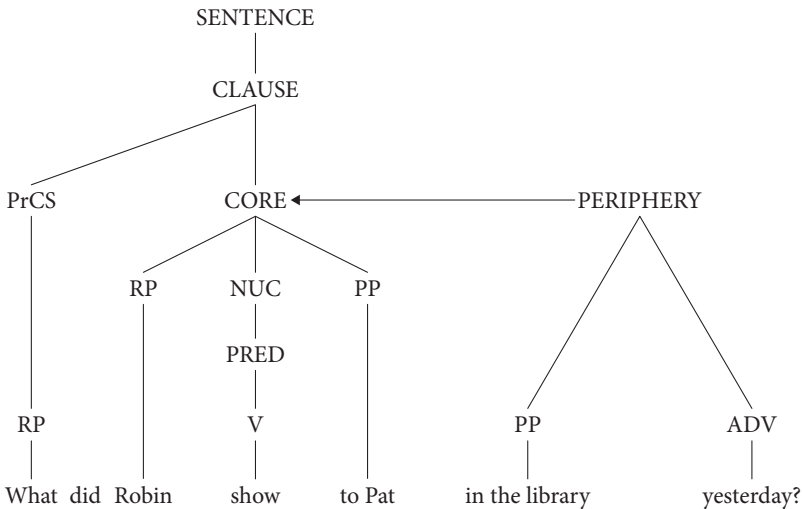 SENTENCE
CLAUSE
PrCS CORE PERIPHERY
RP NUC PP
PRED
RP V PP ADV
What did Robin show to Pat in the library yesterday?